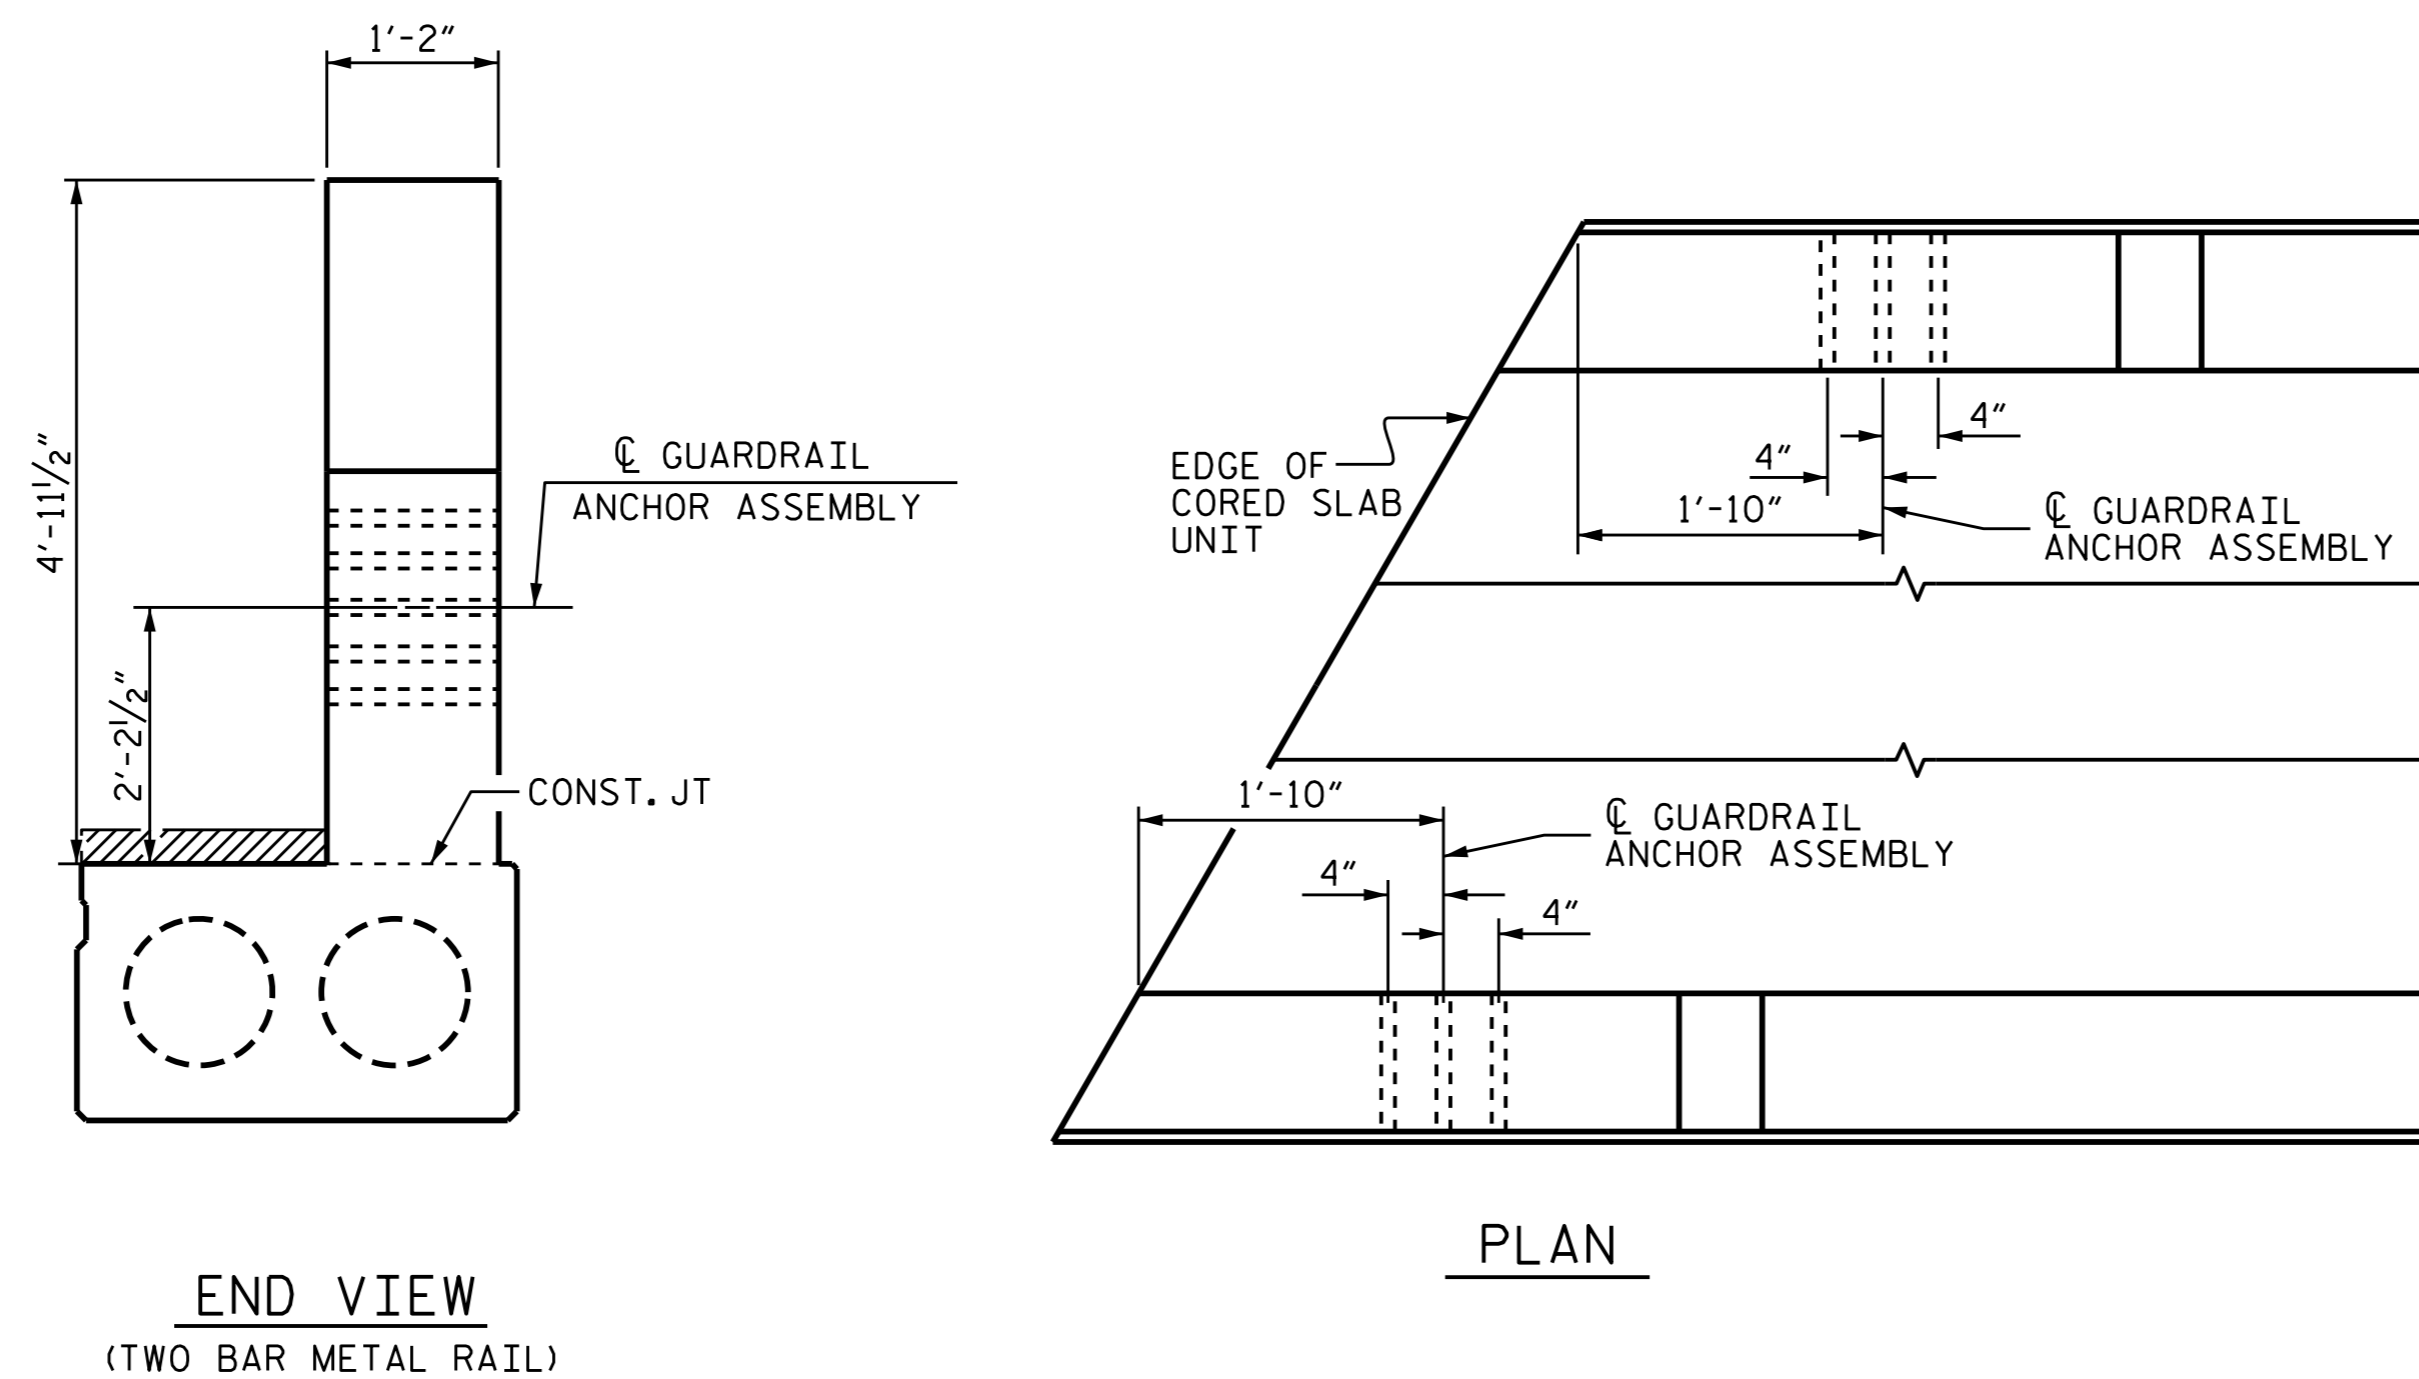 1'-2"
4'-11½"
2'-2½"
℄ GUARDRAIL
ANCHOR ASSEMBLY
CONST. JT
END VIEW
(TWO BAR METAL RAIL)
EDGE OF
CORED SLAB
UNIT
4"
4"
1'-10"
℄ GUARDRAIL
ANCHOR ASSEMBLY
1'-10"
℄ GUARDRAIL
ANCHOR ASSEMBLY
4"
4"
PLAN